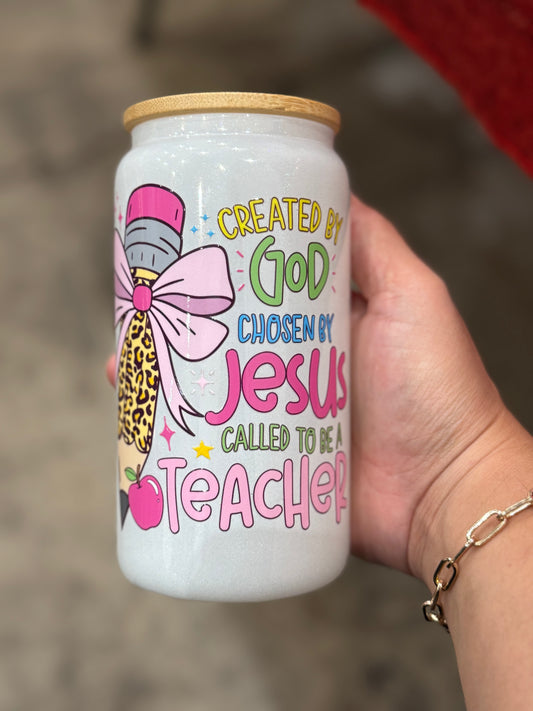 CREATED BY
GOD
CHOSEN BY
Jesus
CALLED TO BE A
TeacHer